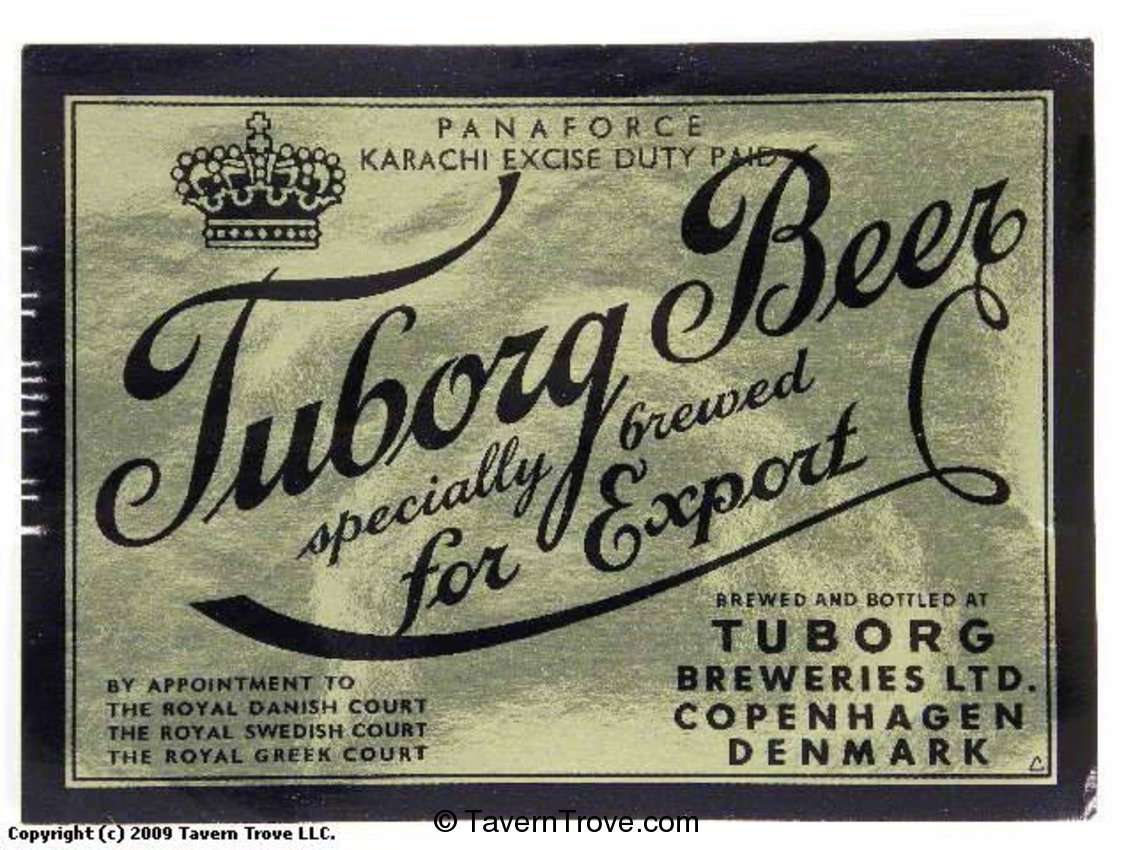 PANAFORCE
KARACHI EXCISE DUTY PAID
Tuborg Beer
specially brewed
for Export
BREWED AND BOTTLED AT
TUBORG
BREWERIES LTD.
COPENHAGEN
DENMARK
BY APPOINTMENT TO
THE ROYAL DANISH COURT
THE ROYAL SWEDISH COURT
THE ROYAL GREEK COURT
C
© TavernTrove.com
Copyright (c) 2009 Tavern Trove LLC.